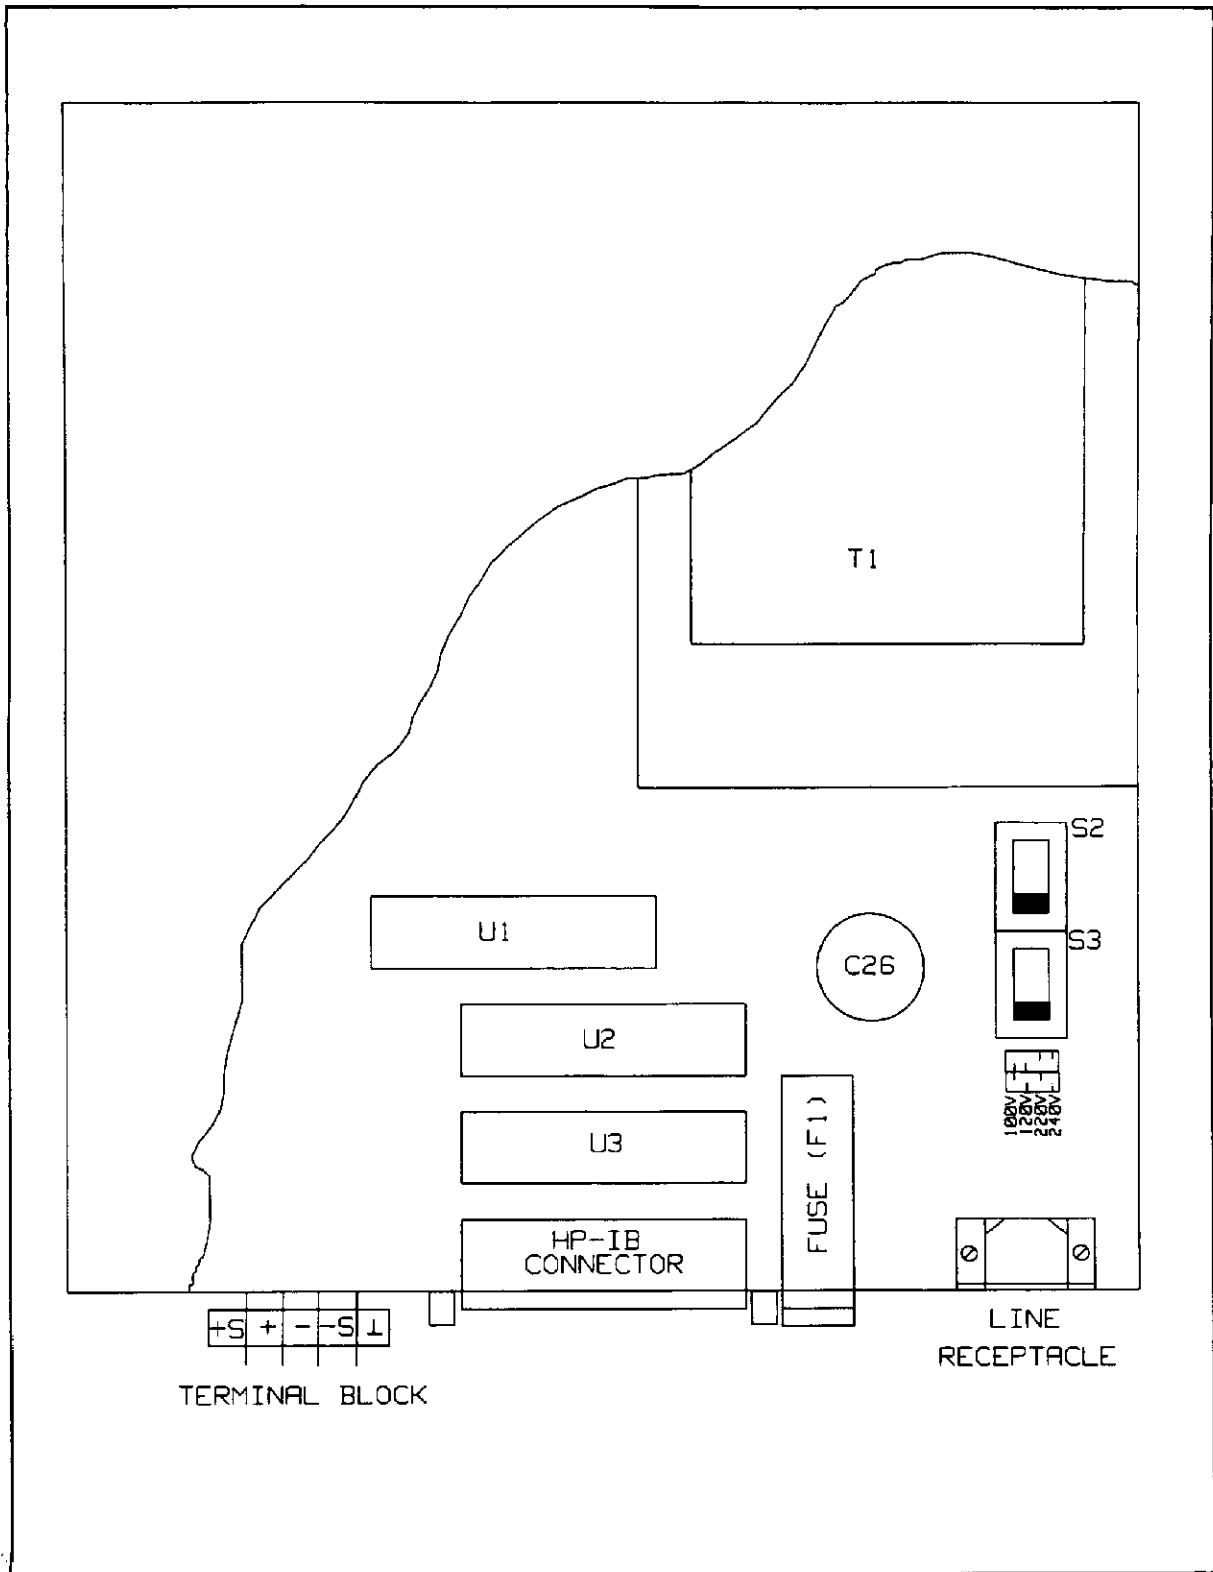 T1
S2
U1
S3
C26
U2
100V
120V
220V
240V
FUSE (F1)
U3
HP-IB
CONNECTOR
+S + - -S ⊥
LINE
RECEPTACLE
TERMINAL BLOCK